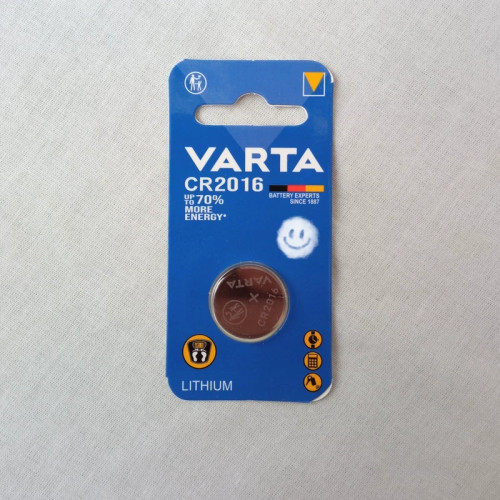 VARTA
CR2016
UP TO 70%
MORE
ENERGY*
BATTERY EXPERTS
SINCE 1887
VARTA
+
CR2016
LITHIUM